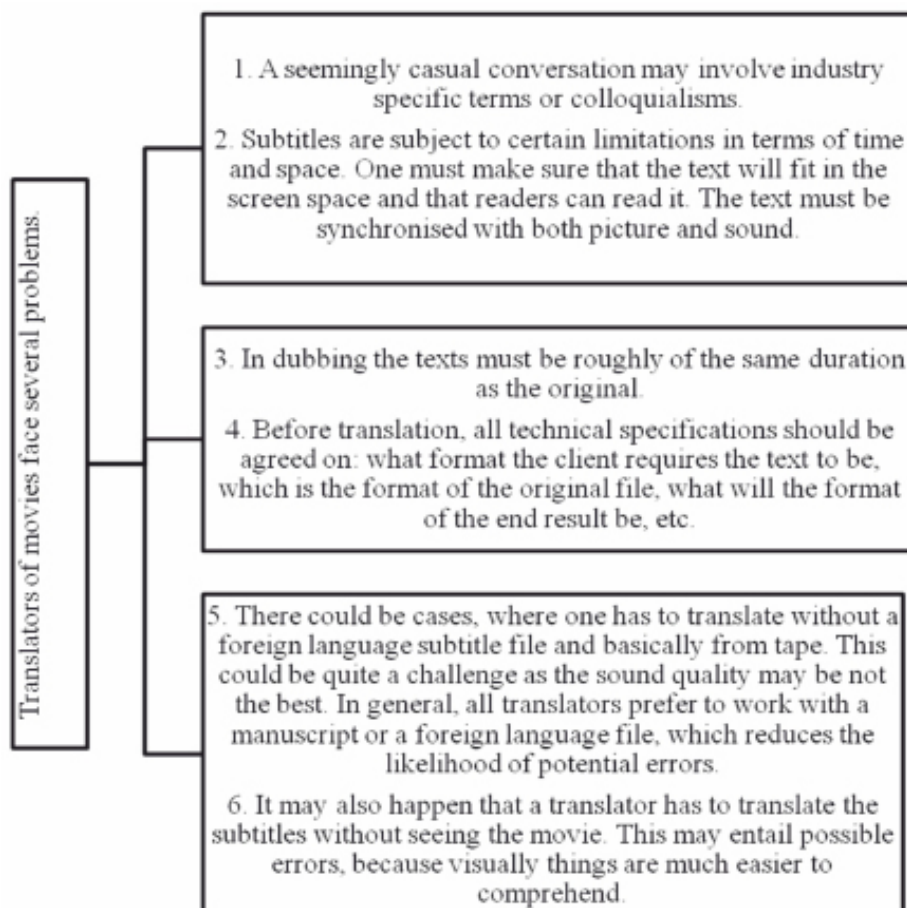 Translators of movies face several problems.
1. A seemingly casual conversation may involve industry
specific terms or colloquialisms.
2. Subtitles are subject to certain limitations in terms of time
and space. One must make sure that the text will fit in the
screen space and that readers can read it. The text must be
synchronised with both picture and sound.
3. In dubbing the texts must be roughly of the same duration
as the original.
4. Before translation, all technical specifications should be
agreed on: what format the client requires the text to be,
which is the format of the original file, what will the format
of the end result be, etc.
5. There could be cases, where one has to translate without a
foreign language subtitle file and basically from tape. This
could be quite a challenge as the sound quality may be not
the best. In general, all translators prefer to work with a
manuscript or a foreign language file, which reduces the
likelihood of potential errors.
6. It may also happen that a translator has to translate the
subtitles without seeing the movie. This may entail possible
errors, because visually things are much easier to
comprehend.